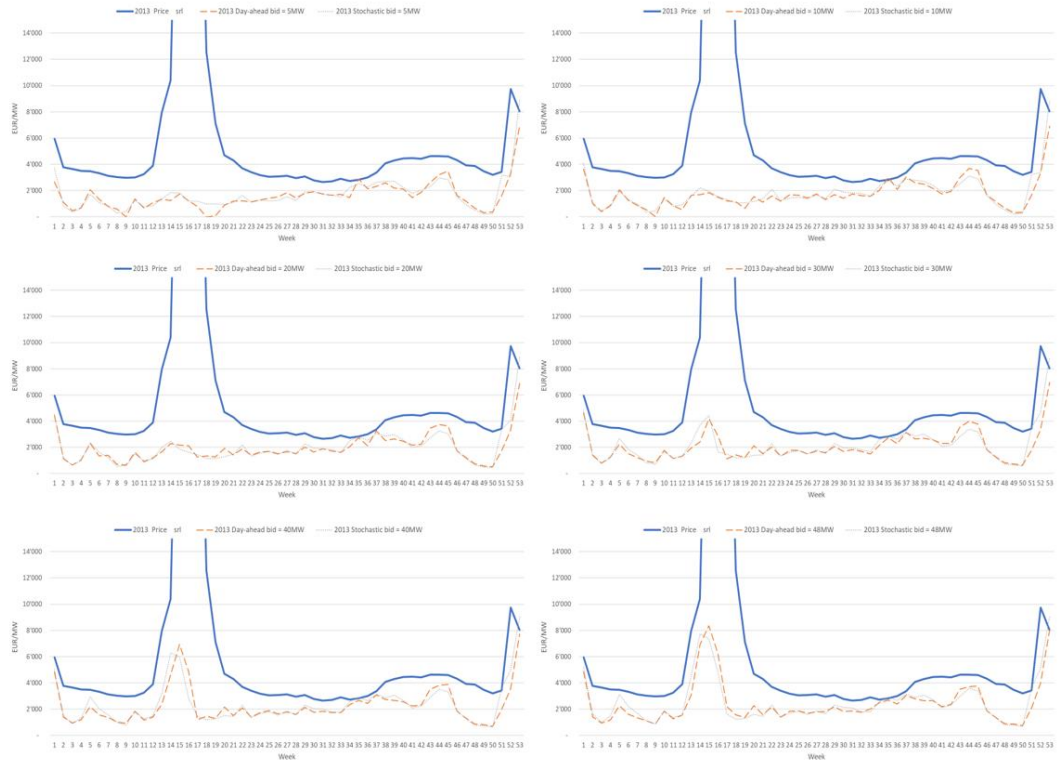 2013 Price srl 2013 Day-ahead bid = 5MW 2013 Stochastic bid = 5MW
14'000
12'000
10'000
8'000
6'000
4'000
2'000
-
EUR/MW
1 2 3 4 5 6 7 8 9 10 11 12 13 14 15 16 17 18 19 20 21 22 24 25 26 27 28 29 30 31 32 33 34 35 36 37 38 39 40 41 42 43 44 45 46 47 48 49 50 51 52 53
Week
2013 Price srl 2013 Day-ahead bid = 10MW 2013 Stochastic bid = 10MW
14'000
12'000
10'000
8'000
6'000
4'000
2'000
-
EUR/MW
1 2 3 4 5 6 7 8 9 10 11 12 13 14 15 16 17 18 19 20 21 22 24 25 26 27 28 29 30 31 32 33 34 35 36 37 38 39 40 41 42 43 44 45 46 47 48 49 50 51 52 53
Week
2013 Price srl 2013 Day-ahead bid = 20MW 2013 Stochastic bid = 20MW
14'000
12'000
10'000
8'000
6'000
4'000
2'000
-
EUR/MW
1 2 3 4 5 6 7 8 9 10 11 12 13 14 15 16 17 18 19 20 21 22 24 25 26 27 28 29 30 31 32 33 34 35 36 37 38 39 40 41 42 43 44 45 46 47 48 49 50 51 52 53
Week
2013 Price srl 2013 Day-ahead bid = 30MW 2013 Stochastic bid = 30MW
14'000
12'000
10'000
8'000
6'000
4'000
2'000
-
EUR/MW
1 2 3 4 5 6 7 8 9 10 11 12 13 14 15 16 17 18 19 20 21 22 24 25 26 27 28 29 30 31 32 33 34 35 36 37 38 39 40 41 42 43 44 45 46 47 48 49 50 51 52 53
Week
2013 Price srl 2013 Day-ahead bid = 40MW 2013 Stochastic bid = 40MW
14'000
12'000
10'000
8'000
6'000
4'000
2'000
-
EUR/MW
1 2 3 4 5 6 7 8 9 10 11 12 13 14 15 16 17 18 19 20 21 22 24 25 26 27 28 29 30 31 32 33 34 35 36 37 38 39 40 41 42 43 44 45 46 47 48 49 50 51 52 53
Week
2013 Price srl 2013 Day-ahead bid = 48MW 2013 Stochastic bid = 48MW
14'000
12'000
10'000
8'000
6'000
4'000
2'000
-
EUR/MW
1 2 3 4 5 6 7 8 9 10 11 12 13 14 15 16 17 18 19 20 21 22 24 25 26 27 28 29 30 31 32 33 34 35 36 37 38 39 40 41 42 43 44 45 46 47 48 49 50 51 52 53
Week